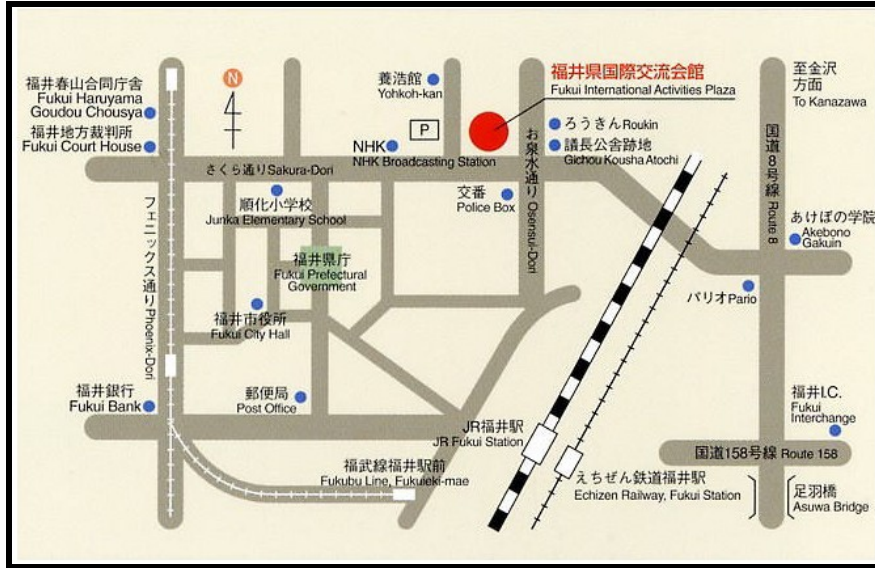 福井春山合同庁舎
Fukui Haruyama
Goudou Chousya
福井地方裁判所
Fukui Court House
N
養浩館
Yohkoh-kan
P
NHK
NHK Broadcasting Station
福井県国際交流会館
Fukui International Activities Plaza
ろうきん Roukin
議長公舎跡地
Gichou Kousha Atochi
至金沢
方面
To Kanazawa
さくら通り Sakura-Dori
順化小学校
Junka Elementary School
交番
Police Box
お泉水通り Osensui-Dori
国道8号線 Route 8
あけぼの学院
Akebono
Gakuin
フェニックス通り Phoenix-Dori
福井県庁
Fukui Prefectural
Government
パリオ Pario
福井市役所
Fukui City Hall
福井銀行
Fukui Bank
郵便局
Post Office
福井I.C.
Fukui
Interchange
JR福井駅
JR Fukui Station
国道158号線 Route 158
福武線福井駅前
Fukubu Line, Fukuieki-mae
えちぜん鉄道福井駅
Echizen Railway, Fukui Station
足羽橋
Asuwa Bridge